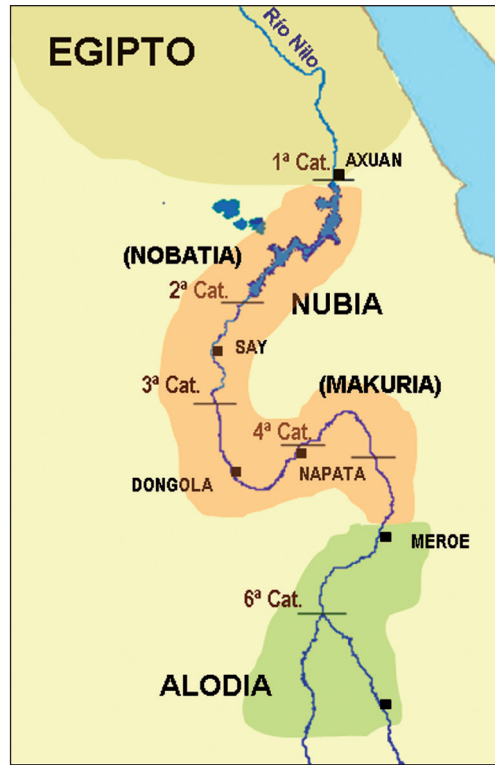 EGIPTO
Río Nilo
1ª Cat.
AXUAN
(NOBATIA)
2ª Cat.
NUBIA
SAY
3ª Cat.
(MAKURIA)
4ª Cat.
DONGOLA
NAPATA
MEROE
6ª Cat.
ALODIA